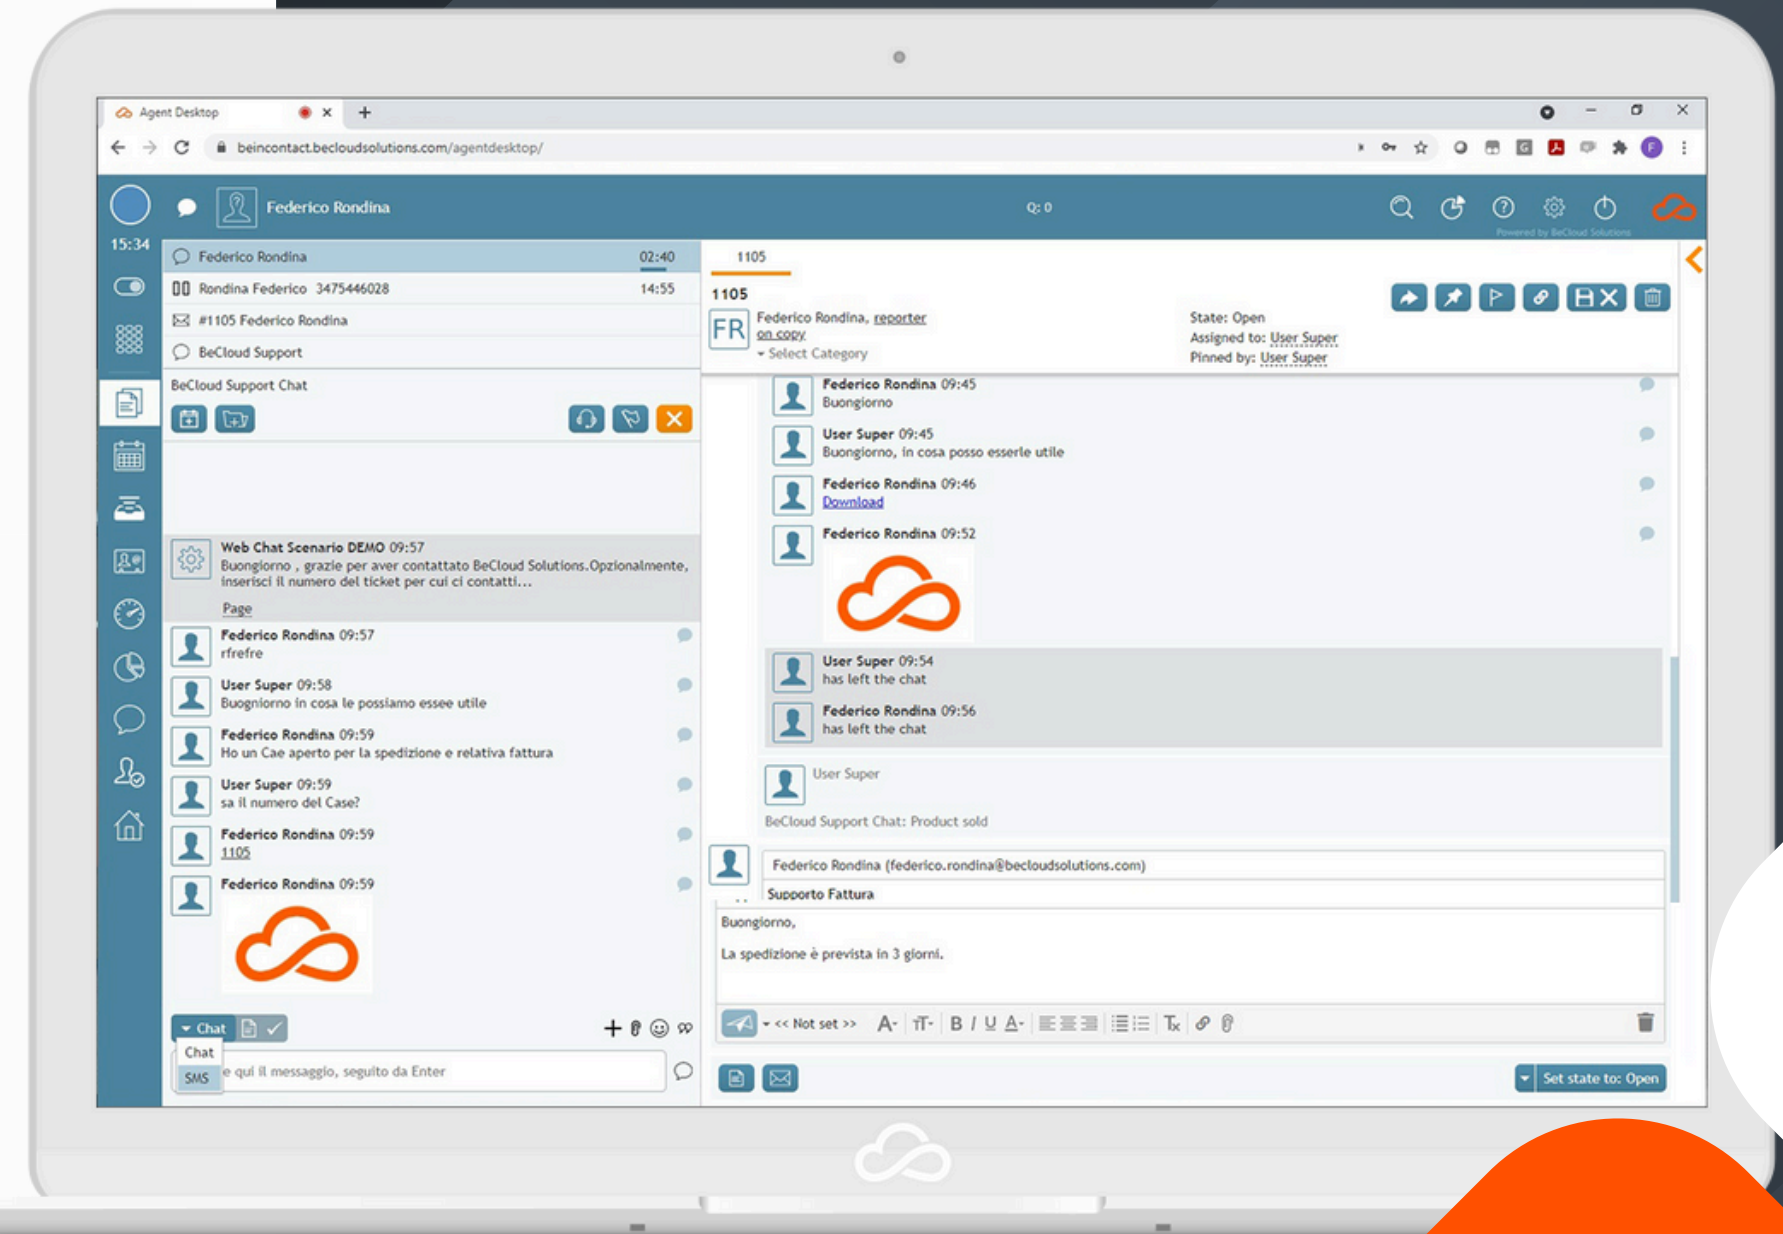 Agent Desktop
beincontact.becloudsolutions.com/agentdesktop/
F
Federico Rondina
Q: 0
Powered by BeCloud Solutions
15:34
Federico Rondina 02:40
Rondina Federico 3475446028 14:55
#1105 Federico Rondina
BeCloud Support
BeCloud Support Chat
Web Chat Scenario DEMO 09:57
Buongiorno , grazie per aver contattato BeCloud Solutions.Opzionalmente,
inserisci il numero del ticket per cui ci contatti...
Page
Federico Rondina 09:57
rfrefre
User Super 09:58
Buogniorno in cosa le possiamo essee utile
Federico Rondina 09:59
Ho un Cae aperto per la spedizione e relativa fattura
User Super 09:59
sa il numero del Case?
Federico Rondina 09:59
1105
Federico Rondina 09:59
Chat
Chat
SMS
e qui il messaggio, seguito da Enter
1105
1105
FR
Federico Rondina, reporter
on copy
Select Category
State: Open
Assigned to: User Super
Pinned by: User Super
Federico Rondina 09:45
Buongiorno
User Super 09:45
Buongiorno, in cosa posso esserle utile
Federico Rondina 09:46
Download
Federico Rondina 09:52
User Super 09:54
has left the chat
Federico Rondina 09:56
has left the chat
User Super
BeCloud Support Chat: Product sold
Federico Rondina (federico.rondina@becloudsolutions.com)
Supporto Fattura
Buongiorno,
La spedizione è prevista in 3 giorni.
<< Not set >> A TT B I U A Tx
Set state to: Open